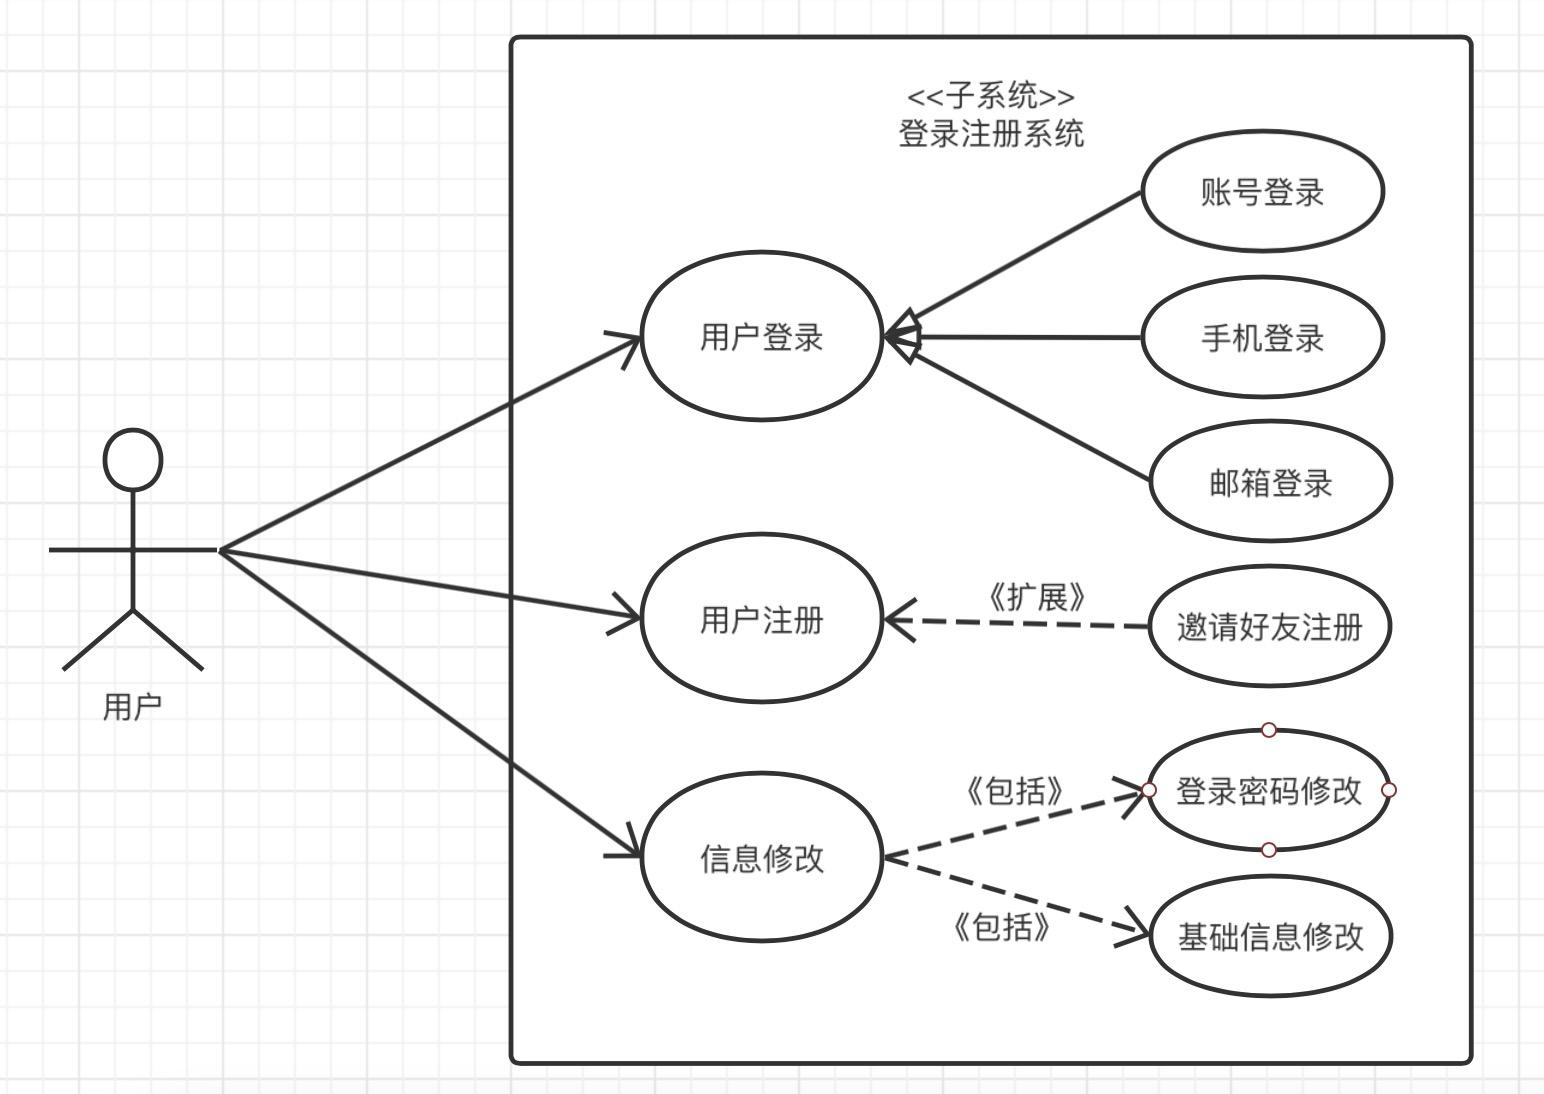 <<子系统>>
登录注册系统
账号登录
用户登录
手机登录
邮箱登录
《扩展》
用户注册
邀请好友注册
用户
《包括》
登录密码修改
信息修改
《包括》
基础信息修改